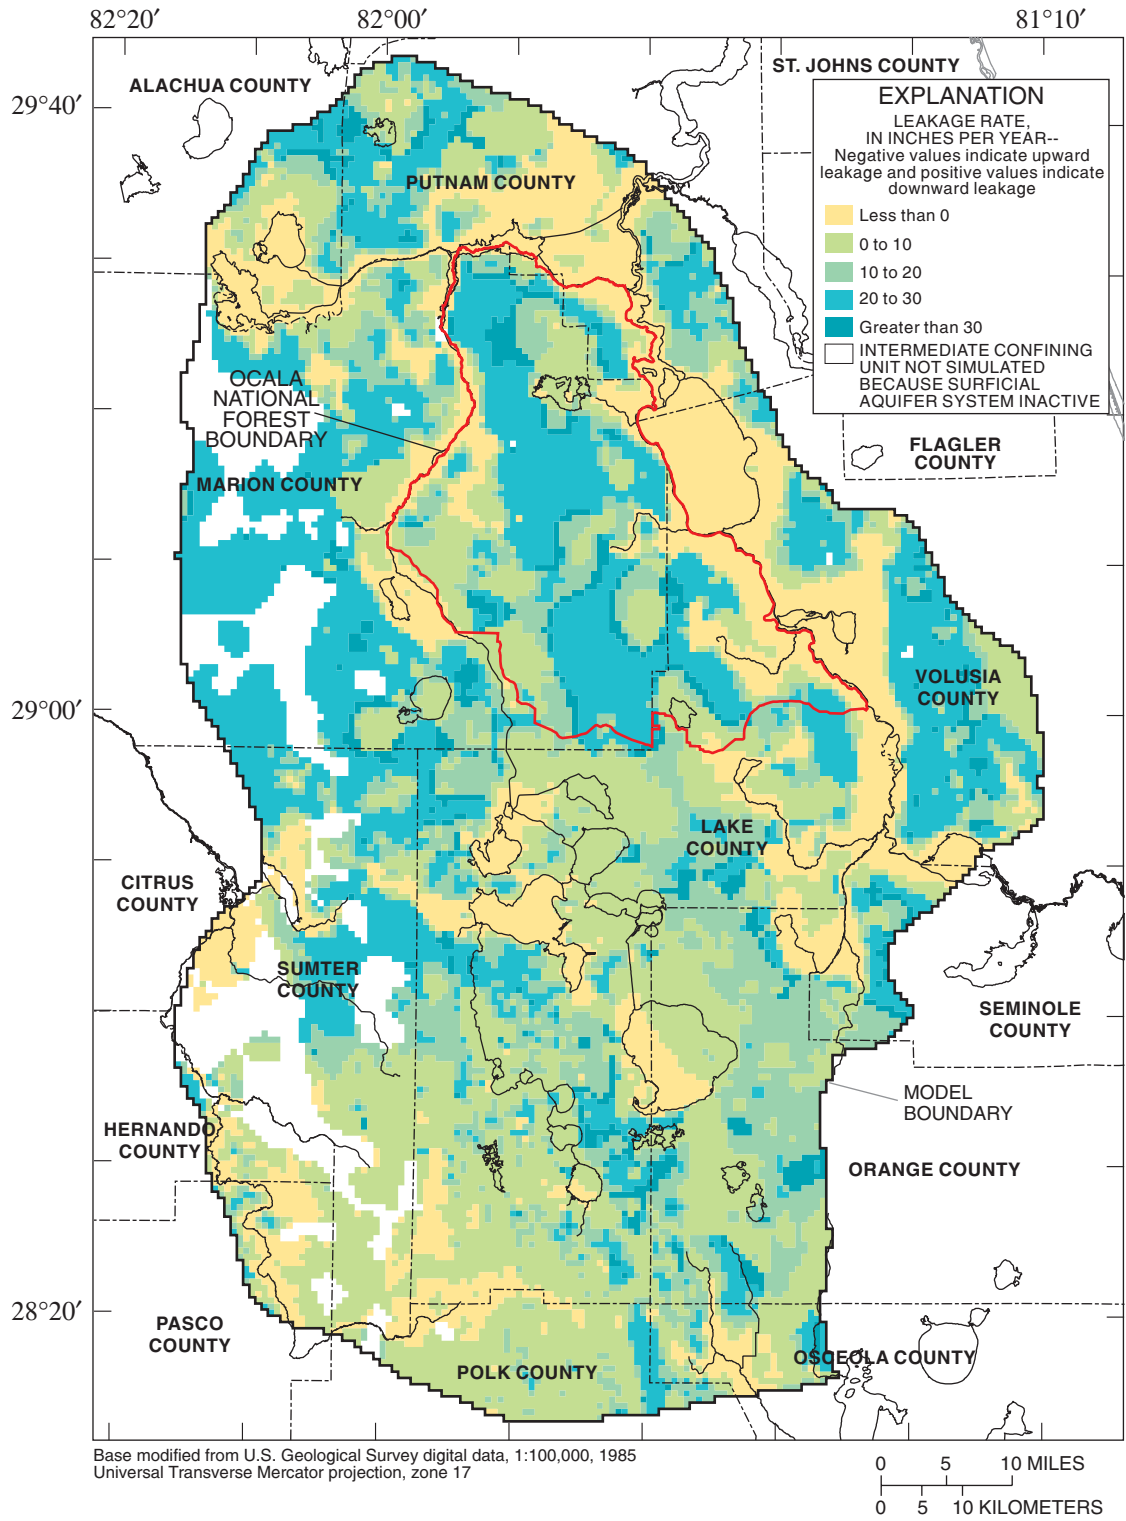 82°20′
82°00′
81°10′
ST. JOHNS COUNTY
ALACHUA COUNTY
29°40′
EXPLANATION
LEAKAGE RATE,
IN INCHES PER YEAR--
Negative values indicate upward
leakage and positive values indicate
downward leakage
Less than 0
0 to 10
10 to 20
20 to 30
Greater than 30
INTERMEDIATE CONFINING
UNIT NOT SIMULATED
BECAUSE SURFICIAL
AQUIFER SYSTEM INACTIVE
PUTNAM COUNTY
OCALA
NATIONAL
FOREST
BOUNDARY
FLAGLER
COUNTY
MARION COUNTY
VOLUSIA
COUNTY
29°00′
LAKE
COUNTY
CITRUS
COUNTY
SUMTER
COUNTY
SEMINOLE
COUNTY
MODEL
BOUNDARY
HERNANDO
COUNTY
ORANGE COUNTY
28°20′
PASCO
COUNTY
POLK COUNTY
OSCEOLA COUNTY
Base modified from U.S. Geological Survey digital data, 1:100,000, 1985
Universal Transverse Mercator projection, zone 17
0 5 10 MILES
0 5 10 KILOMETERS